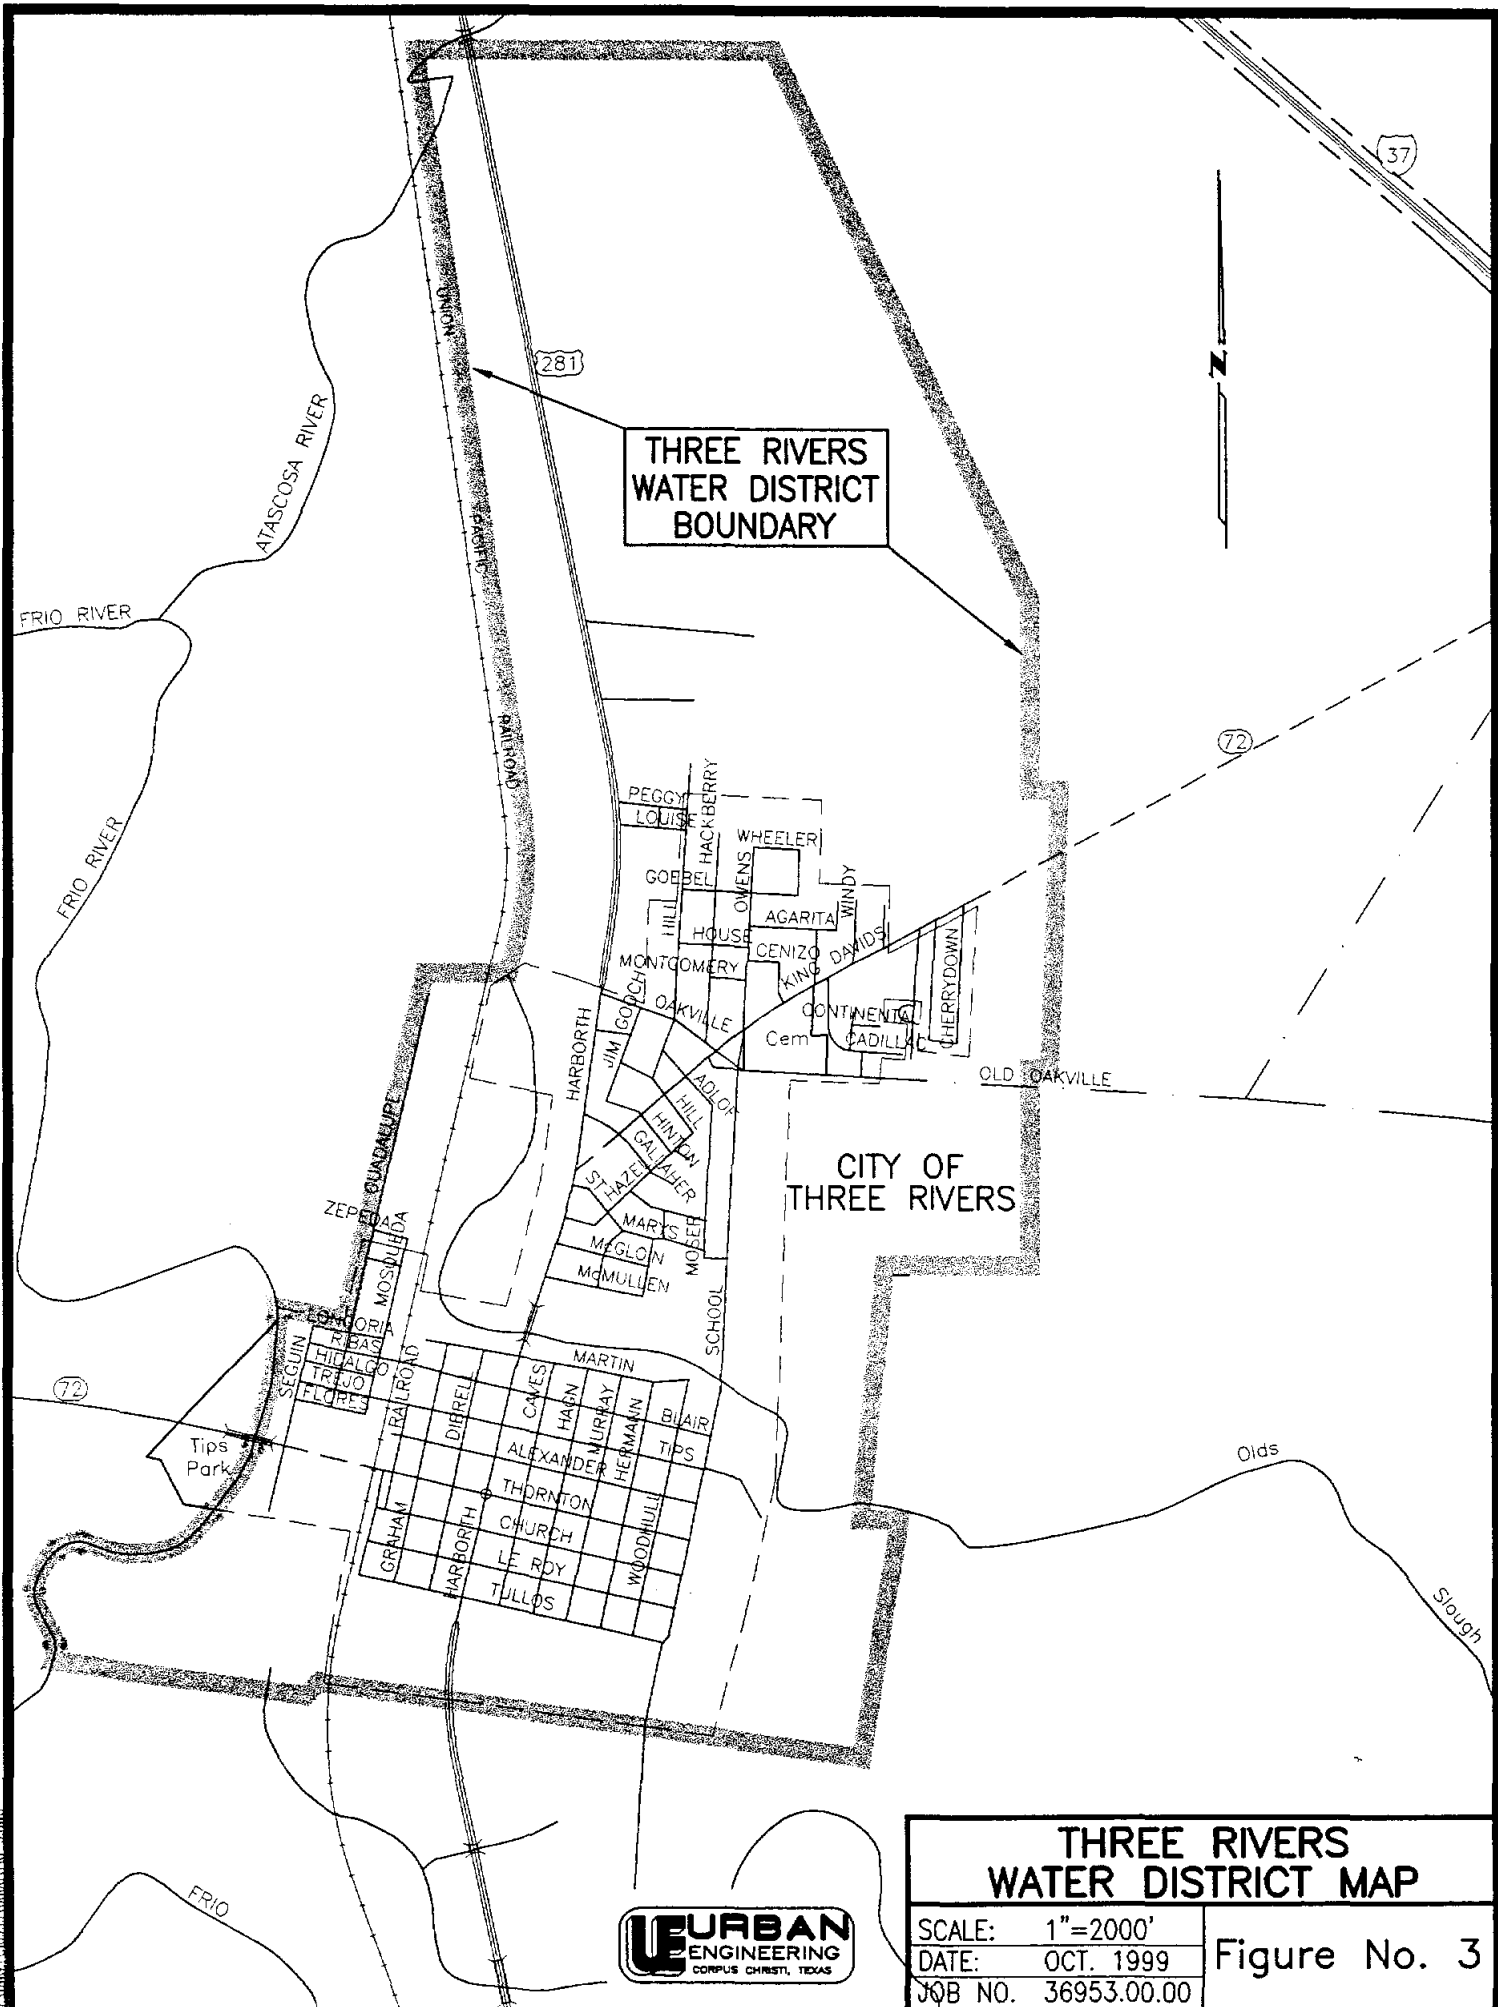 37
UNION
281
THREE RIVERS
WATER DISTRICT
BOUNDARY
N
ATASCOSA RIVER
PACIFIC
FRIO RIVER
RAILROAD
72
PEGGY
LOUISE
HACKBERRY
WHEELER
FRIO RIVER
GOEBEL
OWENS
WINDY
HILL
AGARITA
HOUSE
CENIZO
KING DAVIDS
MONTGOMERY
CHERRYDOWN
JIM GOOCH
OAKVILLE
CONTINENTAL
Cem
CADILLAC
HARBORTH
OLD OAKVILLE
ADLOF
HILL
HINTON
GALLAHER
ST HAZEL
GUADALUPE
CITY OF
THREE RIVERS
ZEPEDA
MOSQUEDA
MARYS
MOSER
McGLOIN
McMULLEN
SCHOOL
LONGORIA
RIBAS
HIDALGO
TREJO
FLORES
SEGUIN
RAILROAD
MARTIN
72
DIBRELL
CAVES
HAGN
MURRAY
HERMANN
BLAIR
TIPS
Tips
Park
ALEXANDER
Olds
THORNTON
CHURCH
LE ROY
TULLOS
GRAHAM
HARBORTH
WOODHULL
Slough
FRIO
URBAN
ENGINEERING
CORPUS CHRISTI, TEXAS
THREE RIVERS
WATER DISTRICT MAP
SCALE: 1"=2000'
DATE: OCT. 1999
JOB NO. 36953.00.00
Figure No. 3